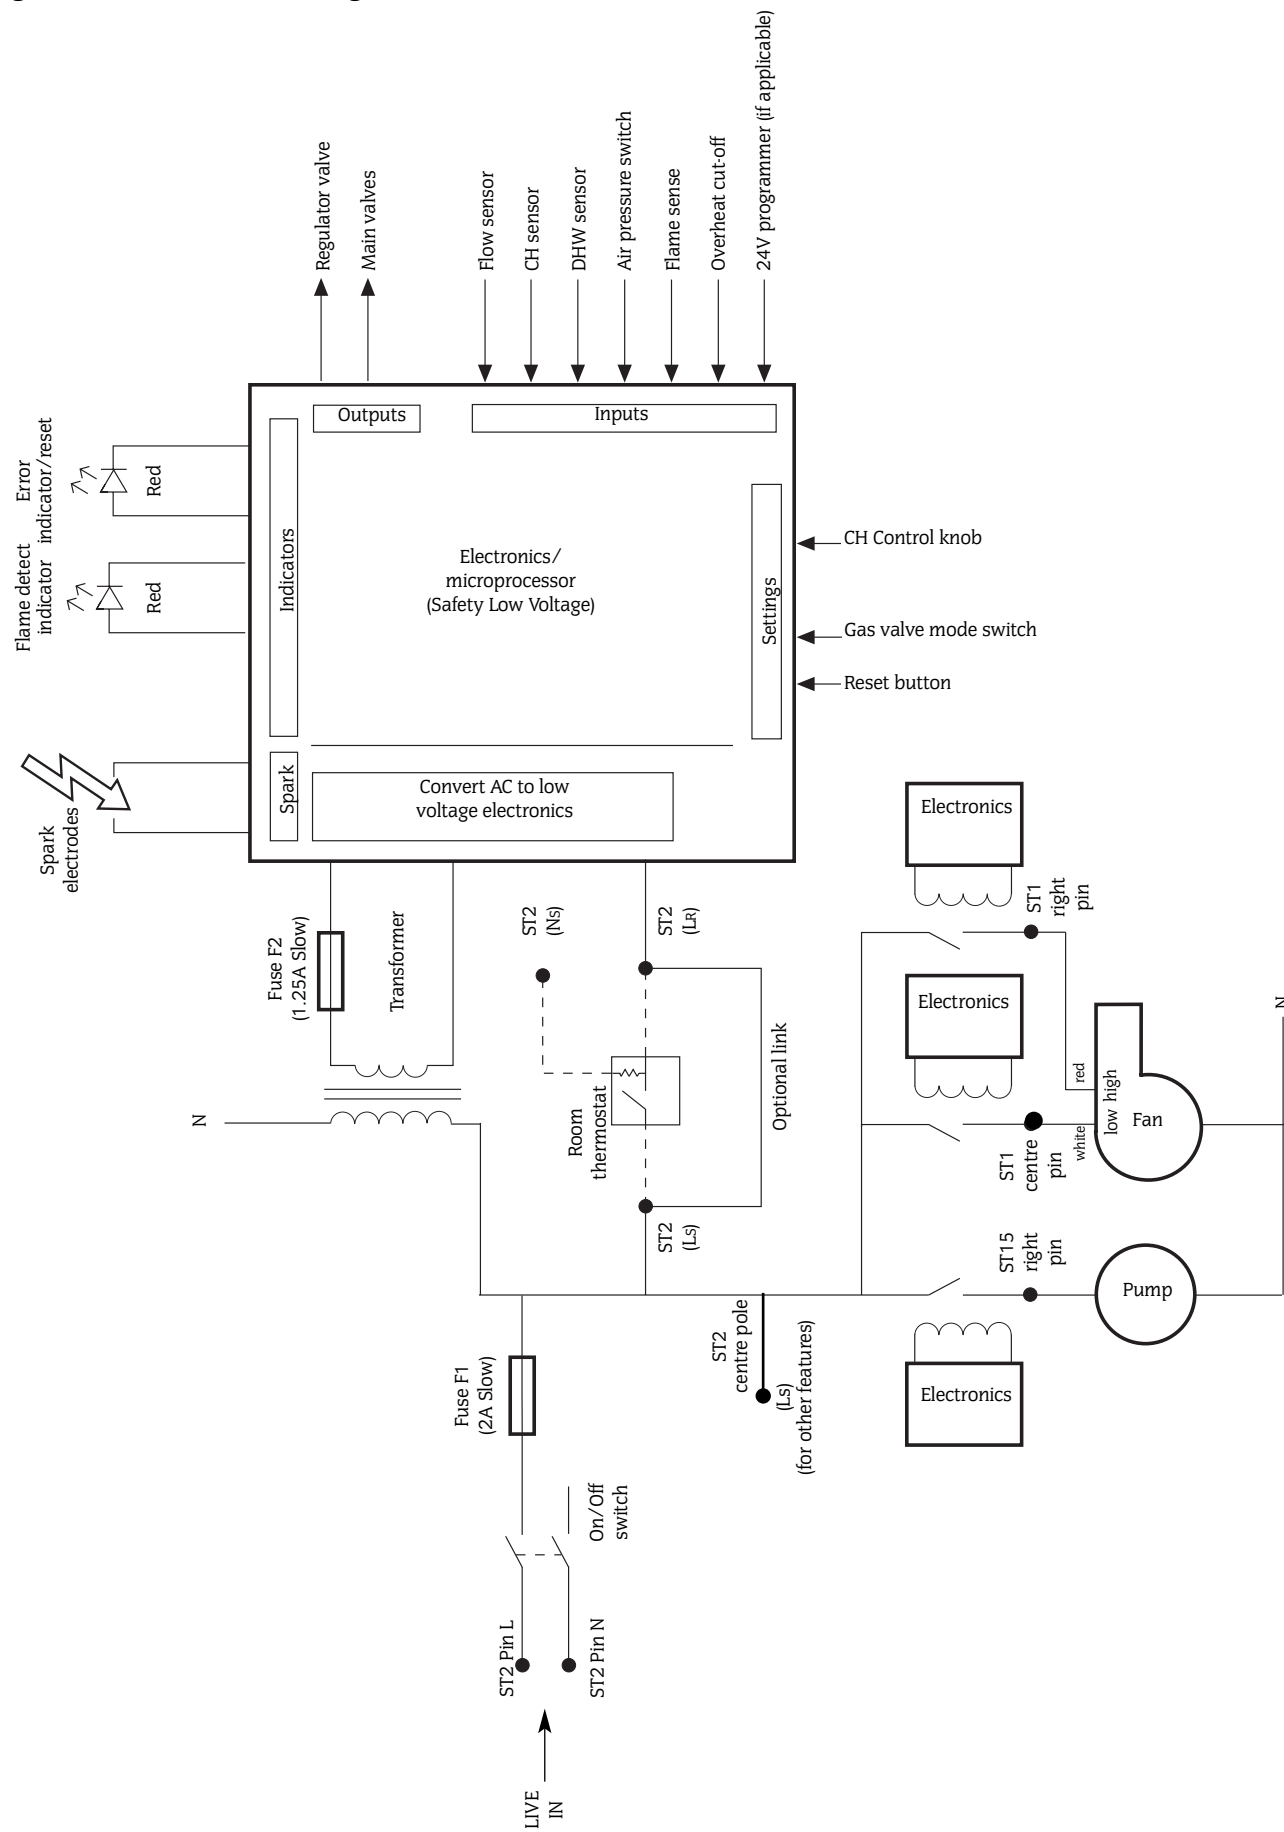 Regulator valve
Main valves
Flow sensor
CH sensor
DHW sensor
Air pressure switch
Flame sense
Overheat cut-off
24V programmer (if applicable)
Outputs
Inputs
Error
indicator/reset
Red
Flame detect
indicator
Red
Indicators
Electronics/
microprocessor
(Safety Low Voltage)
Settings
CH Control knob
Gas valve mode switch
Reset button
Spark
electrodes
Spark
Convert AC to low
voltage electronics
Fuse F2
(1.25A Slow)
Transformer
N
ST2
(NS)
ST2
(LR)
Room
thermostat
Optional link
ST2
(LS)
Electronics
ST1
right
pin
Electronics
red
white
low
high
Fan
ST1
centre
pin
N
ST15
right
pin
Pump
Electronics
ST2
centre pole
(LS)
(for other features)
Fuse F1
(2A Slow)
On/Off
switch
ST2 Pin L
ST2 Pin N
LIVE
IN